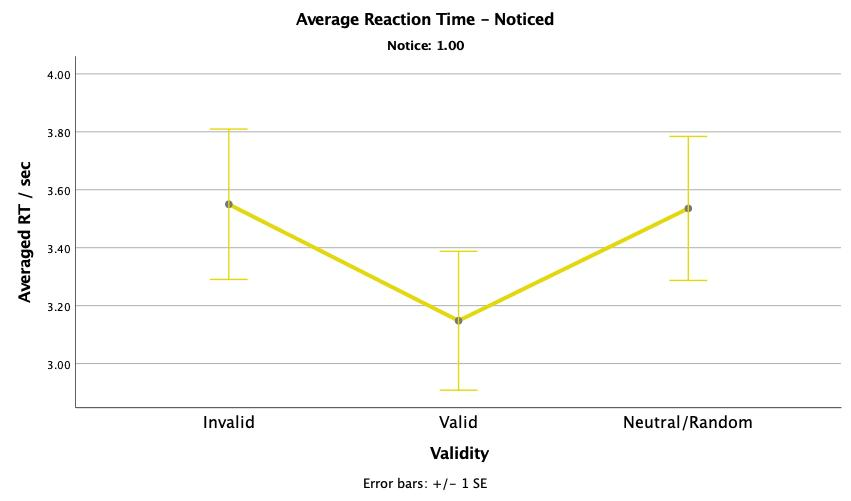 Average Reaction Time – Noticed
Notice: 1.00
Averaged RT / sec
4.00
3.80
3.60
3.40
3.20
3.00
Invalid
Valid
Neutral/Random
Validity
Error bars: +/- 1 SE